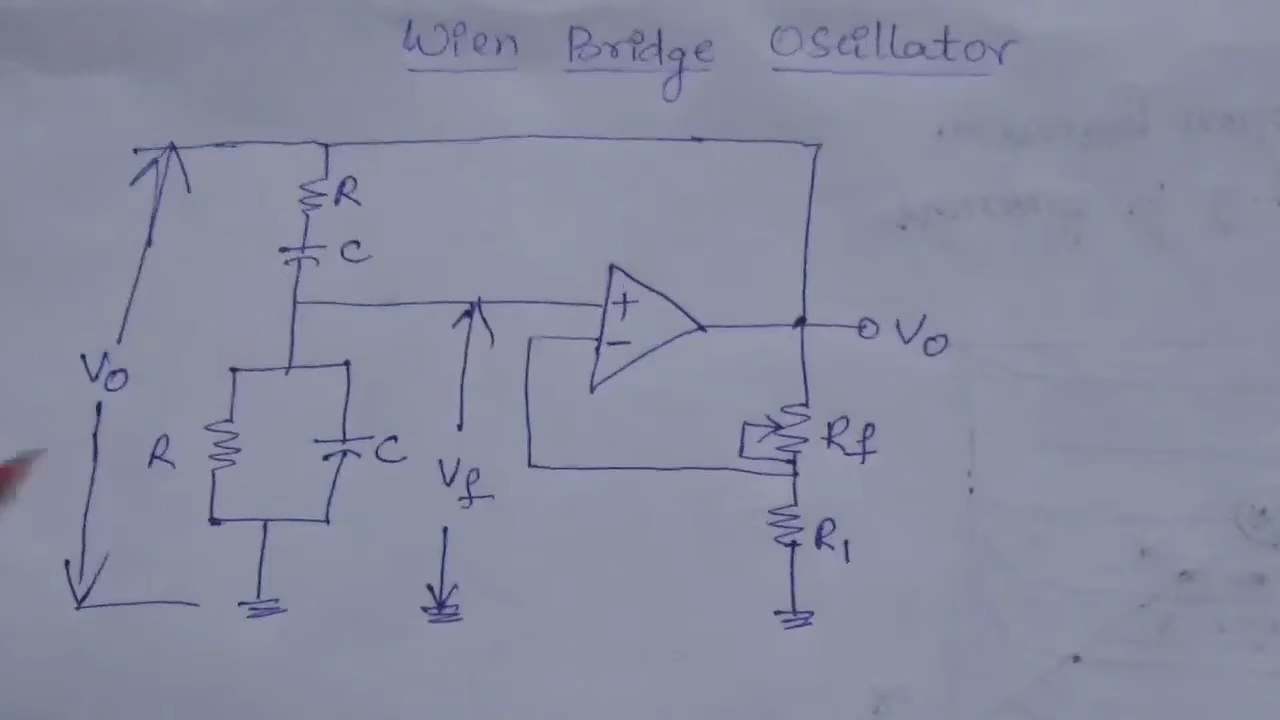 Wien Bridge Oscillator
R
C
+
-
Vo
Vo
R
C
Vf
Rf
R1